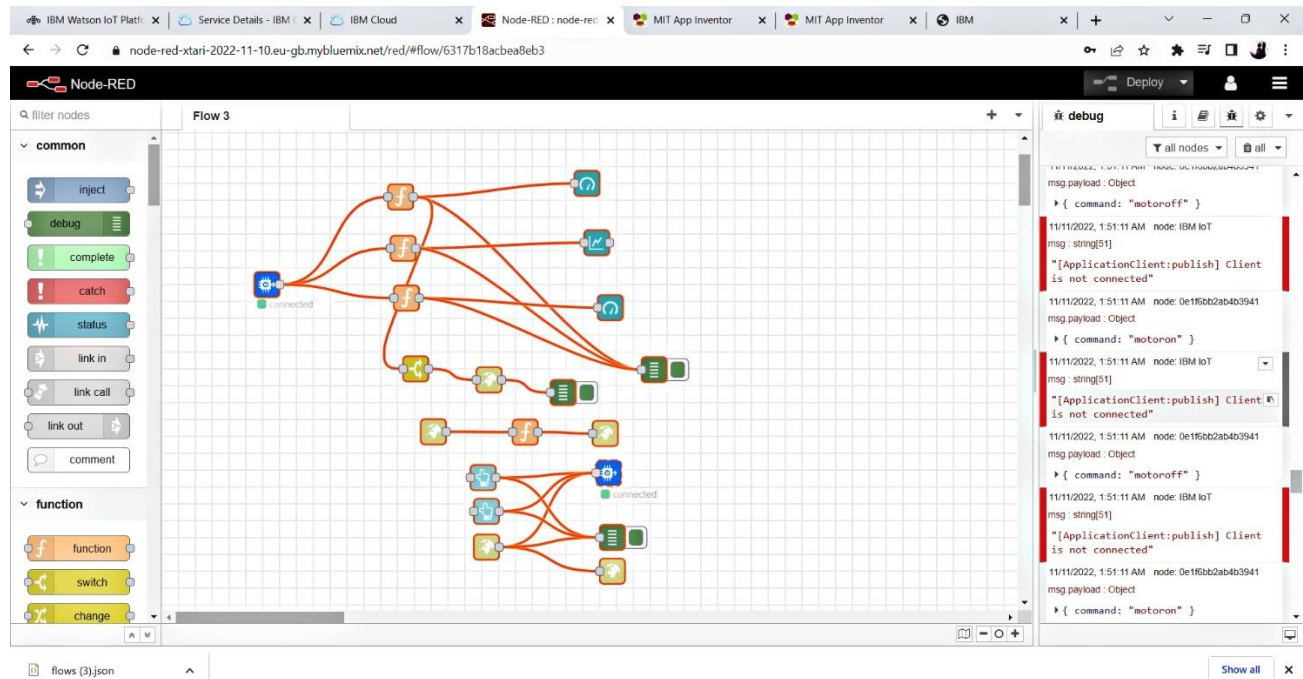 IBM Watson IoT Platfo
Service Details - IBM C
IBM Cloud
Node-RED : node-red
MIT App Inventor
MIT App Inventor
IBM
node-red-xtari-2022-11-10.eu-gb.mybluemix.net/red/#flow/6317b18acbea8eb3
Node-RED
Deploy
filter nodes
Flow 3
debug
i
all nodes
all
common
inject
debug
complete
catch
status
link in
link call
link out
comment
function
function
switch
change
connected
connected
msg.payload : Object
{ command: "motoroff" }
11/11/2022, 1:51:11 AM node: IBM IoT
msg : string[51]
"[ApplicationClient:publish] Client
is not connected"
11/11/2022, 1:51:11 AM node: 0e1f6bb2ab4b3941
msg.payload : Object
{ command: "motoron" }
11/11/2022, 1:51:11 AM node: IBM IoT
msg : string[51]
"[ApplicationClient:publish] Client
is not connected"
11/11/2022, 1:51:11 AM node: 0e1f6bb2ab4b3941
msg.payload : Object
{ command: "motoroff" }
11/11/2022, 1:51:11 AM node: IBM IoT
msg : string[51]
"[ApplicationClient:publish] Client
is not connected"
11/11/2022, 1:51:11 AM node: 0e1f6bb2ab4b3941
msg.payload : Object
{ command: "motoron" }
flows (3).json
Show all